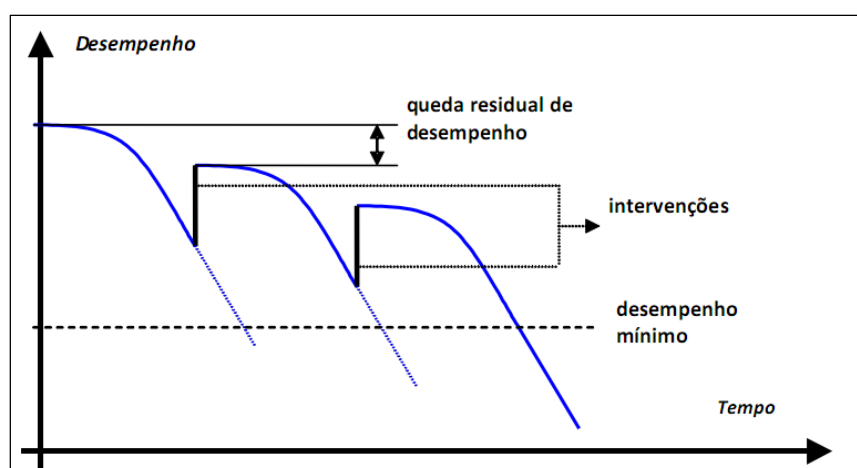 Desempenho
queda residual de
desempenho
intervenções
desempenho
mínimo
Tempo